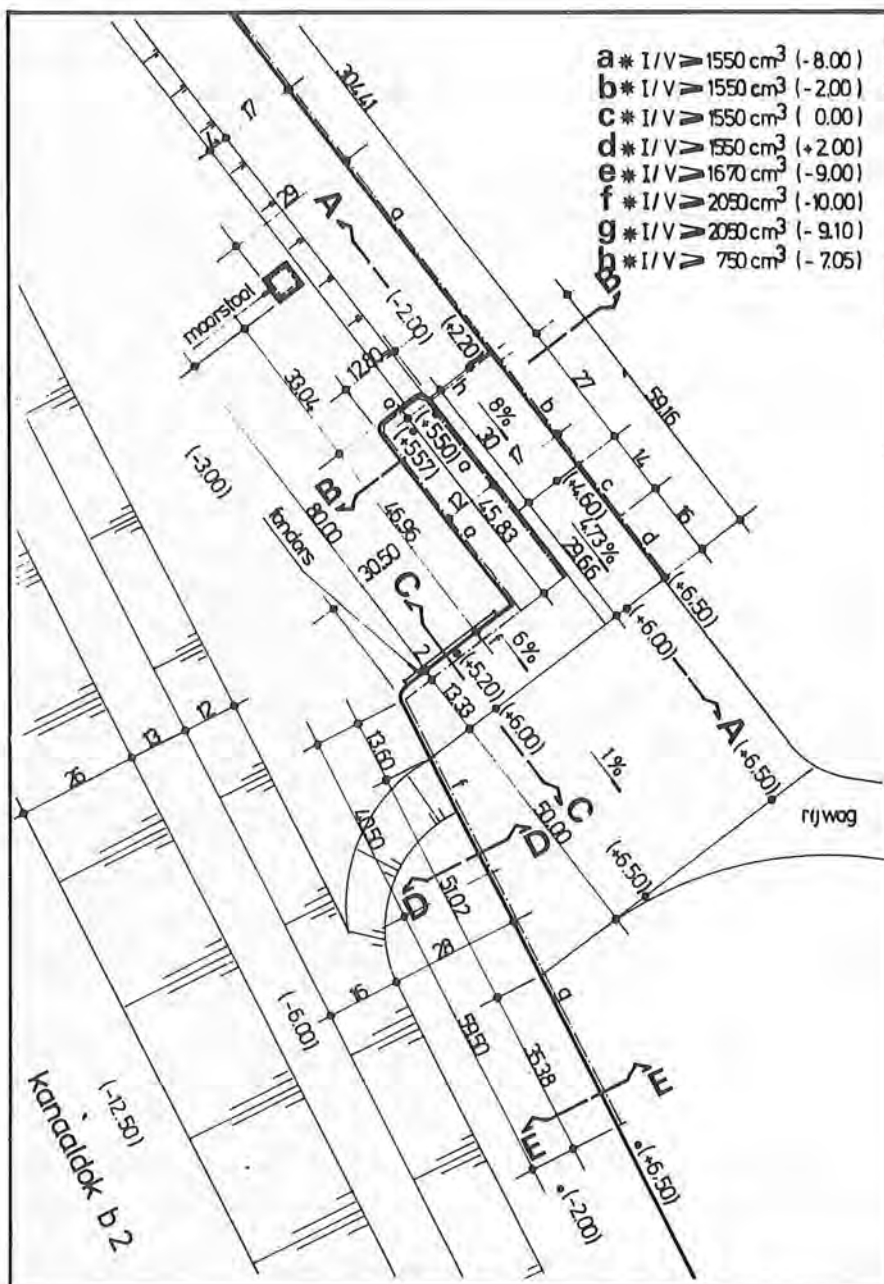 a * I/V ⩾ 1550 cm³ (-8.00)
b * I/V ⩾ 1550 cm³ (-2.00)
c * I/V ⩾ 1550 cm³ ( 0.00)
d * I/V ⩾ 1550 cm³ (+2.00)
e * I/V ⩾ 1670 cm³ (-9.00)
f * I/V ⩾ 2050 cm³ (-10.00)
g * I/V ⩾ 2050 cm³ (-9.10)
h * I/V ⩾ 750 cm³ (-7.05)
304.41
17
4
29
A
a
B
(-2.00)
(+2.20)
meerstoel
12.80
h
27
59.16
33.04
a
8%
30
b
(+5.50)
(+5.57)
a
14
(-3.00)
B
12
45.83
(+4.60)
c
4.73%
16
80.00
46.96
a
29.66
d
fenders
30.50
C
(+6.50)
2
f
6%
(+6.00)
(+5.20)
13.33
(+6.00)
A
(+6.50)
26
13
12
13.60
1%
f
C
rijweg
40.50
50.00
D
(+6.50)
D
51.02
f
28
16
g
(-6.00)
59.50
35.38
E
(-12.50)
E
kanaaldok b 2
(+6.50)
(-2.00)